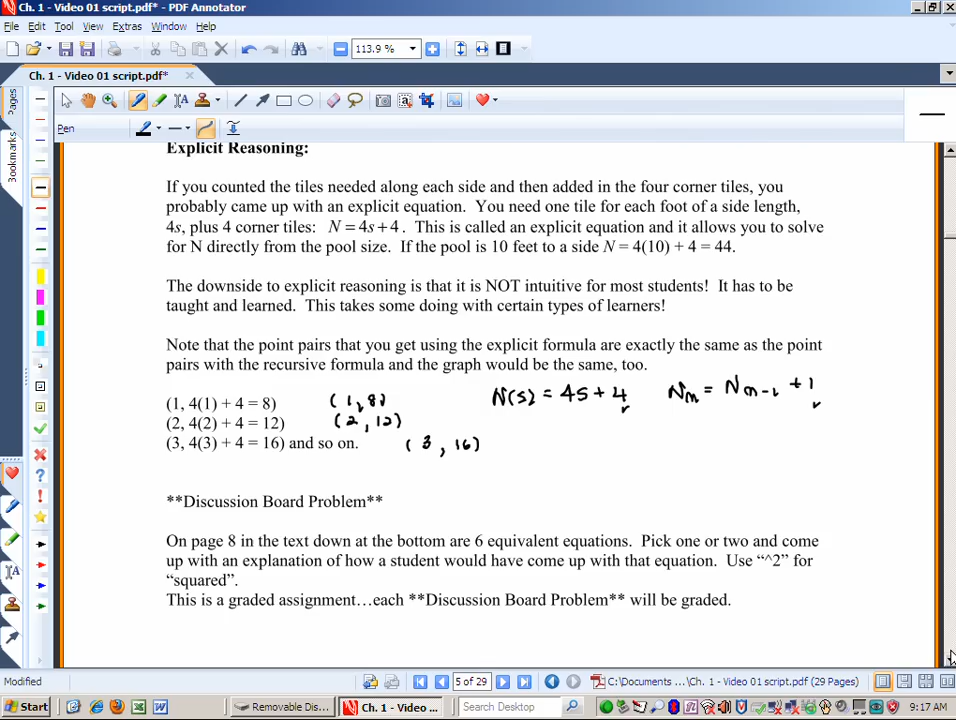 Ch. 1 - Video 01 script.pdf* - PDF Annotator
File Edit Tool View Extras Window Help
113.9 %
Ch. 1 - Video 01 script.pdf*
Pages
Bookmarks
Pen
Explicit Reasoning:
If you counted the tiles needed along each side and then added in the four corner tiles, you
probably came up with an explicit equation. You need one tile for each foot of a side length,
4s, plus 4 corner tiles: N = 4s + 4. This is called an explicit equation and it allows you to solve
for N directly from the pool size. If the pool is 10 feet to a side N = 4(10) + 4 = 44.
The downside to explicit reasoning is that it is NOT intuitive for most students! It has to be
taught and learned. This takes some doing with certain types of learners!
Note that the point pairs that you get using the explicit formula are exactly the same as the point
pairs with the recursive formula and the graph would be the same, too.
(1, 4(1) + 4 = 8) (1, 8) N(s) = 4s + 4 Nn = Nn-1 + 1
(2, 4(2) + 4 = 12) (2, 12)
(3, 4(3) + 4 = 16) and so on. (3, 16)
**Discussion Board Problem**
On page 8 in the text down at the bottom are 6 equivalent equations. Pick one or two and come
up with an explanation of how a student would have come up with that equation. Use “^2” for
“squared”.
This is a graded assignment…each **Discussion Board Problem** will be graded.
Modified 5 of 29 C:\Documents ...\Ch. 1 - Video 01 script.pdf (29 Pages)
Start Removable Dis... Ch. 1 - Video ... Search Desktop 9:17 AM